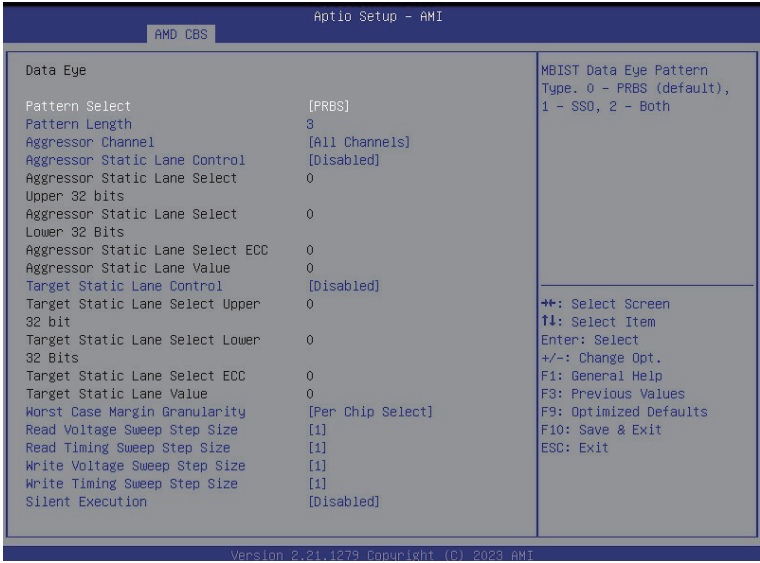 Aptio Setup – AMI
AMD CBS
Data Eye
Pattern Select [PRBS]
Pattern Length 3
Aggressor Channel [All Channels]
Aggressor Static Lane Control [Disabled]
Aggressor Static Lane Select 0
Upper 32 bits
Aggressor Static Lane Select 0
Lower 32 Bits
Aggressor Static Lane Select ECC 0
Aggressor Static Lane Value 0
Target Static Lane Control [Disabled]
Target Static Lane Select Upper 0
32 bit
Target Static Lane Select Lower 0
32 Bits
Target Static Lane Select ECC 0
Target Static Lane Value 0
Worst Case Margin Granularity [Per Chip Select]
Read Voltage Sweep Step Size [1]
Read Timing Sweep Step Size [1]
Write Voltage Sweep Step Size [1]
Write Timing Sweep Step Size [1]
Silent Execution [Disabled]
MBIST Data Eye Pattern
Type. 0 – PRBS (default),
1 – SSO, 2 – Both
→←: Select Screen
↑↓: Select Item
Enter: Select
+/-: Change Opt.
F1: General Help
F3: Previous Values
F9: Optimized Defaults
F10: Save & Exit
ESC: Exit
Version 2.21.1279 Copyright (C) 2023 AMI